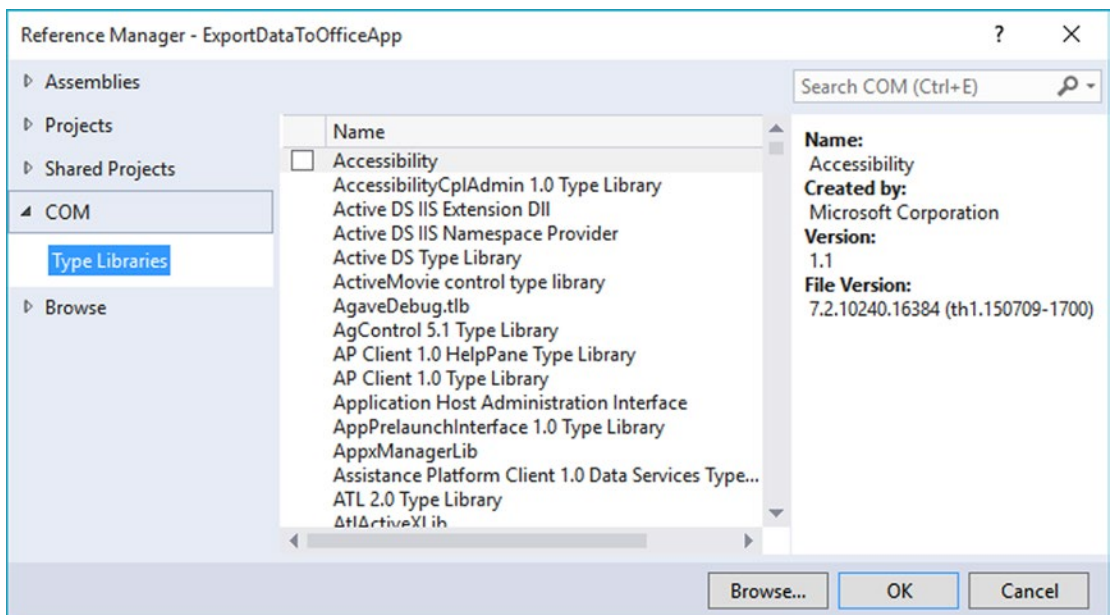 Reference Manager - ExportDataToOfficeApp
?
Assemblies
Projects
Shared Projects
COM
Type Libraries
Browse
Name
Accessibility
AccessibilityCplAdmin 1.0 Type Library
Active DS IIS Extension Dll
Active DS IIS Namespace Provider
Active DS Type Library
ActiveMovie control type library
AgaveDebug.tlb
AgControl 5.1 Type Library
AP Client 1.0 HelpPane Type Library
AP Client 1.0 Type Library
Application Host Administration Interface
AppPrelaunchInterface 1.0 Type Library
AppxManagerLib
Assistance Platform Client 1.0 Data Services Type...
ATL 2.0 Type Library
AtlActiveXLib
Search COM (Ctrl+E)
Name:
Accessibility
Created by:
Microsoft Corporation
Version:
1.1
File Version:
7.2.10240.16384 (th1.150709-1700)
Browse...
OK
Cancel